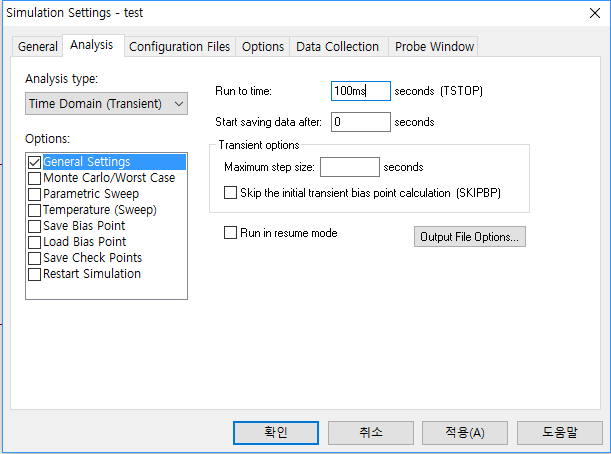 Simulation Settings - test
General Analysis Configuration Files Options Data Collection Probe Window
Analysis type:
Time Domain (Transient)
Options:
General Settings
Monte Carlo/Worst Case
Parametric Sweep
Temperature (Sweep)
Save Bias Point
Load Bias Point
Save Check Points
Restart Simulation
Run to time: 100ms seconds (TSTOP)
Start saving data after: 0 seconds
Transient options
Maximum step size: seconds
Skip the initial transient bias point calculation (SKIPBP)
Run in resume mode
Output File Options...
확인 취소 적용(A) 도움말